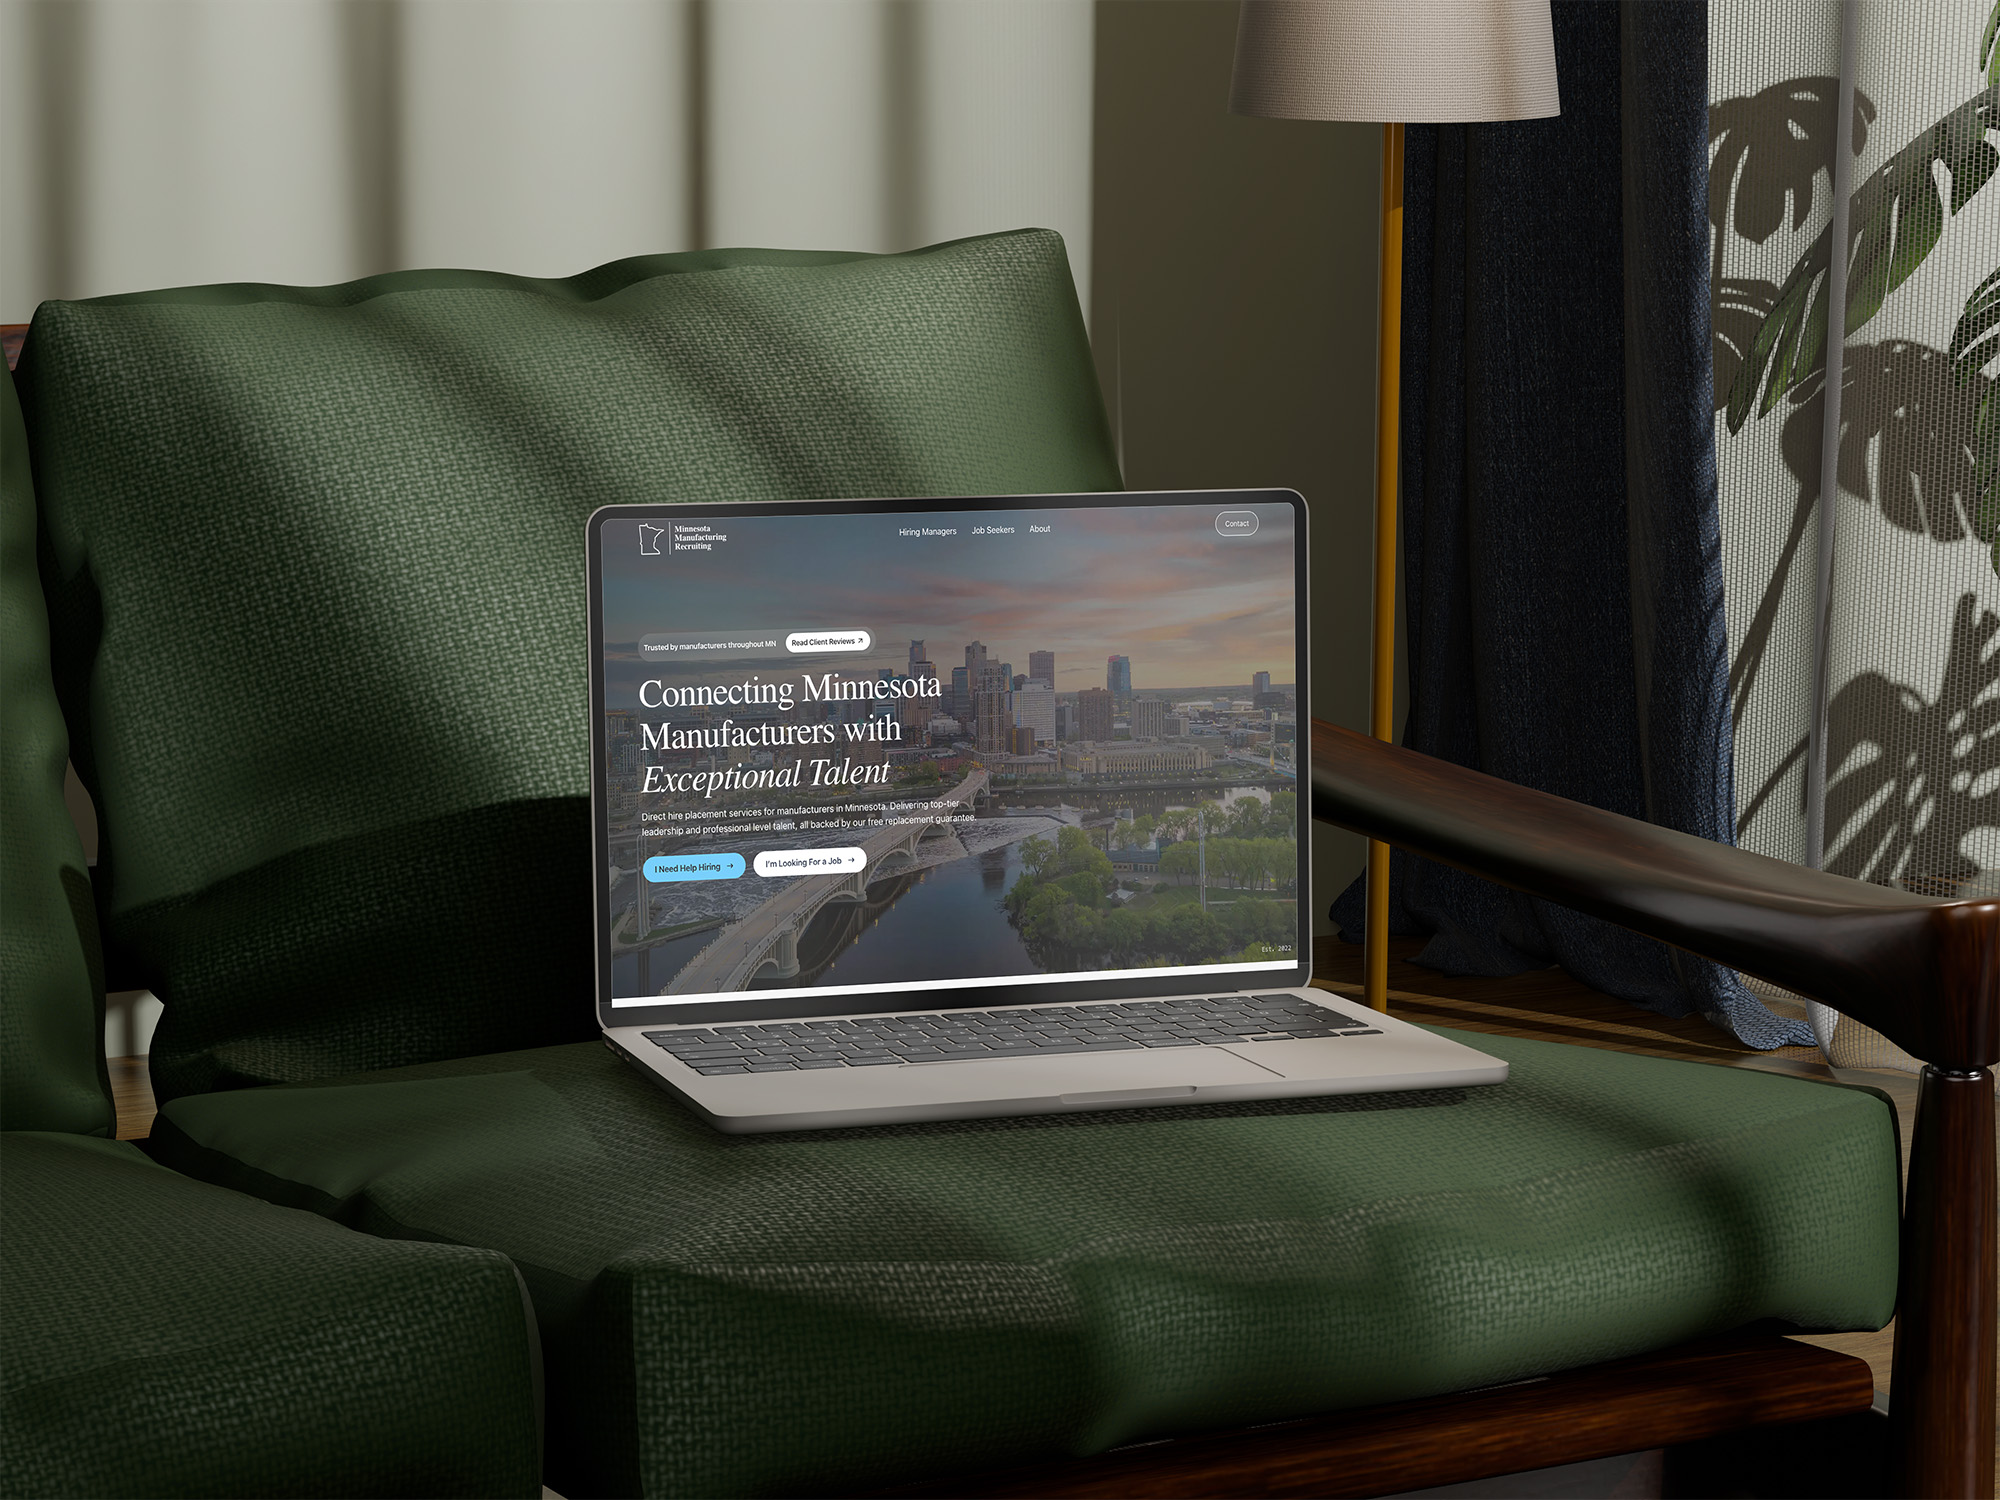 Minnesota
Manufacturing
Recruiting
Hiring Managers
Job Seekers
About
Contact
Trusted by manufacturers throughout MN
Read Client Reviews ↗
Connecting Minnesota
Manufacturers with
Exceptional Talent
Direct hire placement services for manufacturers in Minnesota. Delivering top-tier
leadership and professional level talent, all backed by our free replacement guarantee.
I Need Help Hiring →
I'm Looking For a Job →
Est. 2022